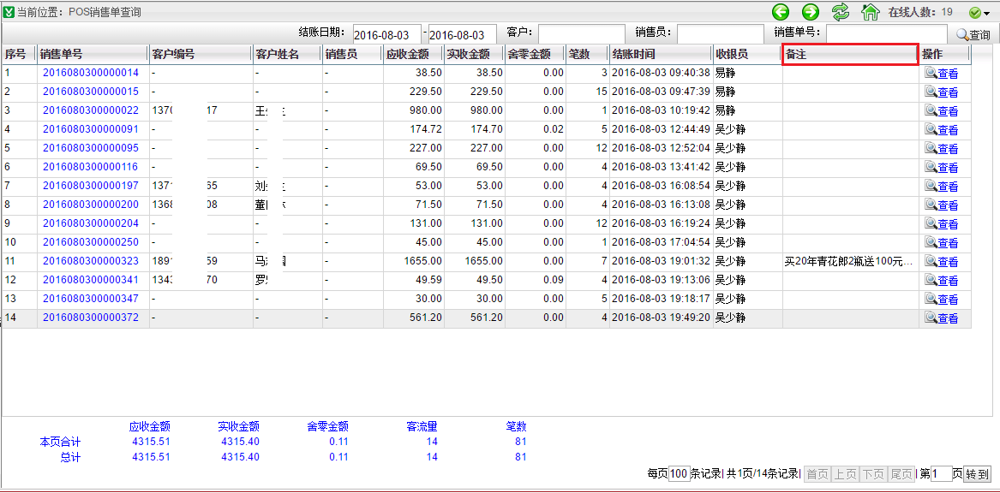 当前位置：POS销售单查询 在线人数：19
结账日期： 2016-08-03 - 2016-08-03 客户： 销售员： 销售单号： 查询
序号 销售单号 客户编号 客户姓名 销售员 应收金额 实收金额 舍零金额 笔数 结账时间 收银员 备注 操作
1 2016080300000014 - - - 38.50 38.50 0.00 3 2016-08-03 09:40:38 易静 查看
2 2016080300000015 - - - 229.50 229.50 0.00 15 2016-08-03 09:47:39 易静 查看
3 2016080300000022 1370 17 王 - 980.00 980.00 0.00 1 2016-08-03 10:19:42 易静 查看
4 2016080300000091 - - - 174.72 174.70 0.02 5 2016-08-03 12:44:49 吴少静 查看
5 2016080300000095 - - - 227.00 227.00 0.00 12 2016-08-03 12:52:04 吴少静 查看
6 2016080300000116 - - - 69.50 69.50 0.00 4 2016-08-03 13:41:42 吴少静 查看
7 2016080300000197 1371 65 刘 - 53.00 53.00 0.00 4 2016-08-03 16:08:54 吴少静 查看
8 2016080300000200 1368 08 董 - 71.50 71.50 0.00 4 2016-08-03 16:13:08 吴少静 查看
9 2016080300000204 - - - 131.00 131.00 0.00 12 2016-08-03 16:19:24 吴少静 查看
10 2016080300000250 - - - 45.00 45.00 0.00 1 2016-08-03 17:04:54 吴少静 查看
11 2016080300000323 1891 59 马 - 1655.00 1655.00 0.00 7 2016-08-03 19:01:32 吴少静 买20年青花郎2瓶送100元... 查看
12 2016080300000341 1343 70 罗 - 49.59 49.50 0.09 4 2016-08-03 19:13:06 吴少静 查看
13 2016080300000347 - - - 30.00 30.00 0.00 5 2016-08-03 19:18:17 吴少静 查看
14 2016080300000372 - - - 561.20 561.20 0.00 4 2016-08-03 19:49:20 吴少静 查看
应收金额 实收金额 舍零金额 客流量 笔数
本页合计 4315.51 4315.40 0.11 14 81
总计 4315.51 4315.40 0.11 14 81
每页100条记录| 共1页/14条记录| 首页 上页 下页 尾页 | 第1页 转到